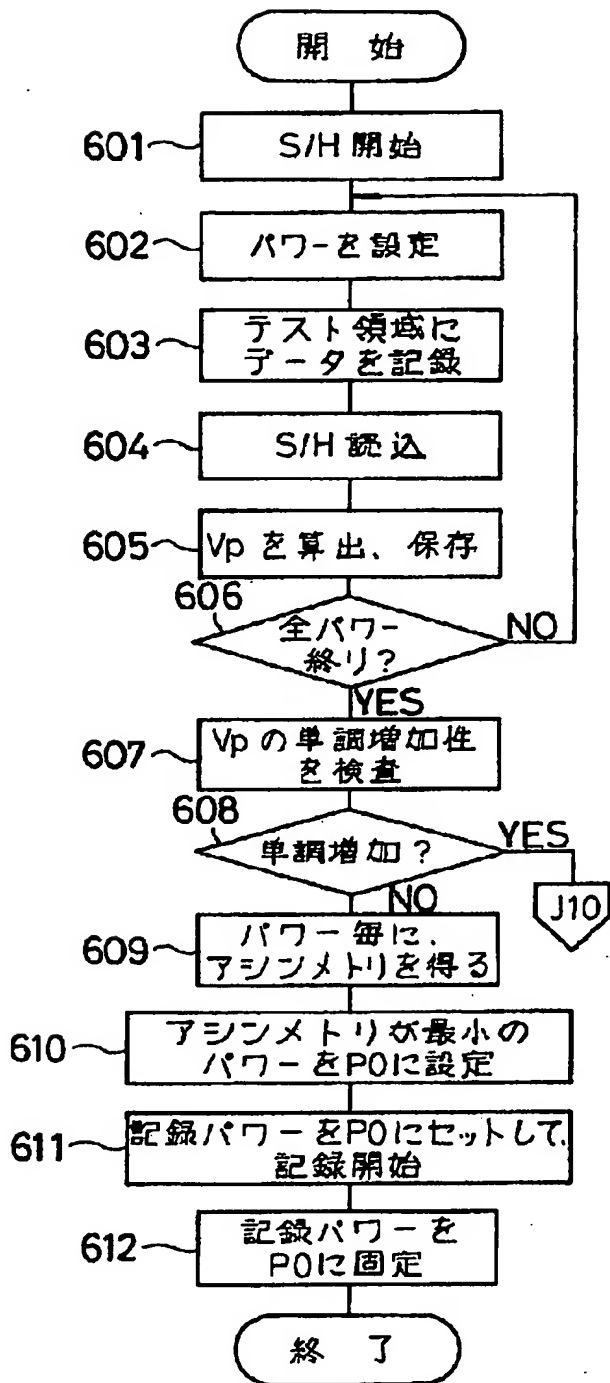 開始
601
S/H開始
602
パワーを設定
603
テスト領域に
データを記録
604
S/H読込
605
Vpを算出、保存
606
全パワー
終り?
NO
YES
607
Vpの単調増加性
を検査
608
単調増加?
YES
J10
NO
609
パワー毎に、
アシンメトリを得る
610
アシンメトリが最小の
パワーをP0に設定
611
記録パワーをP0にセットして、
記録開始
612
記録パワーを
P0に固定
終了